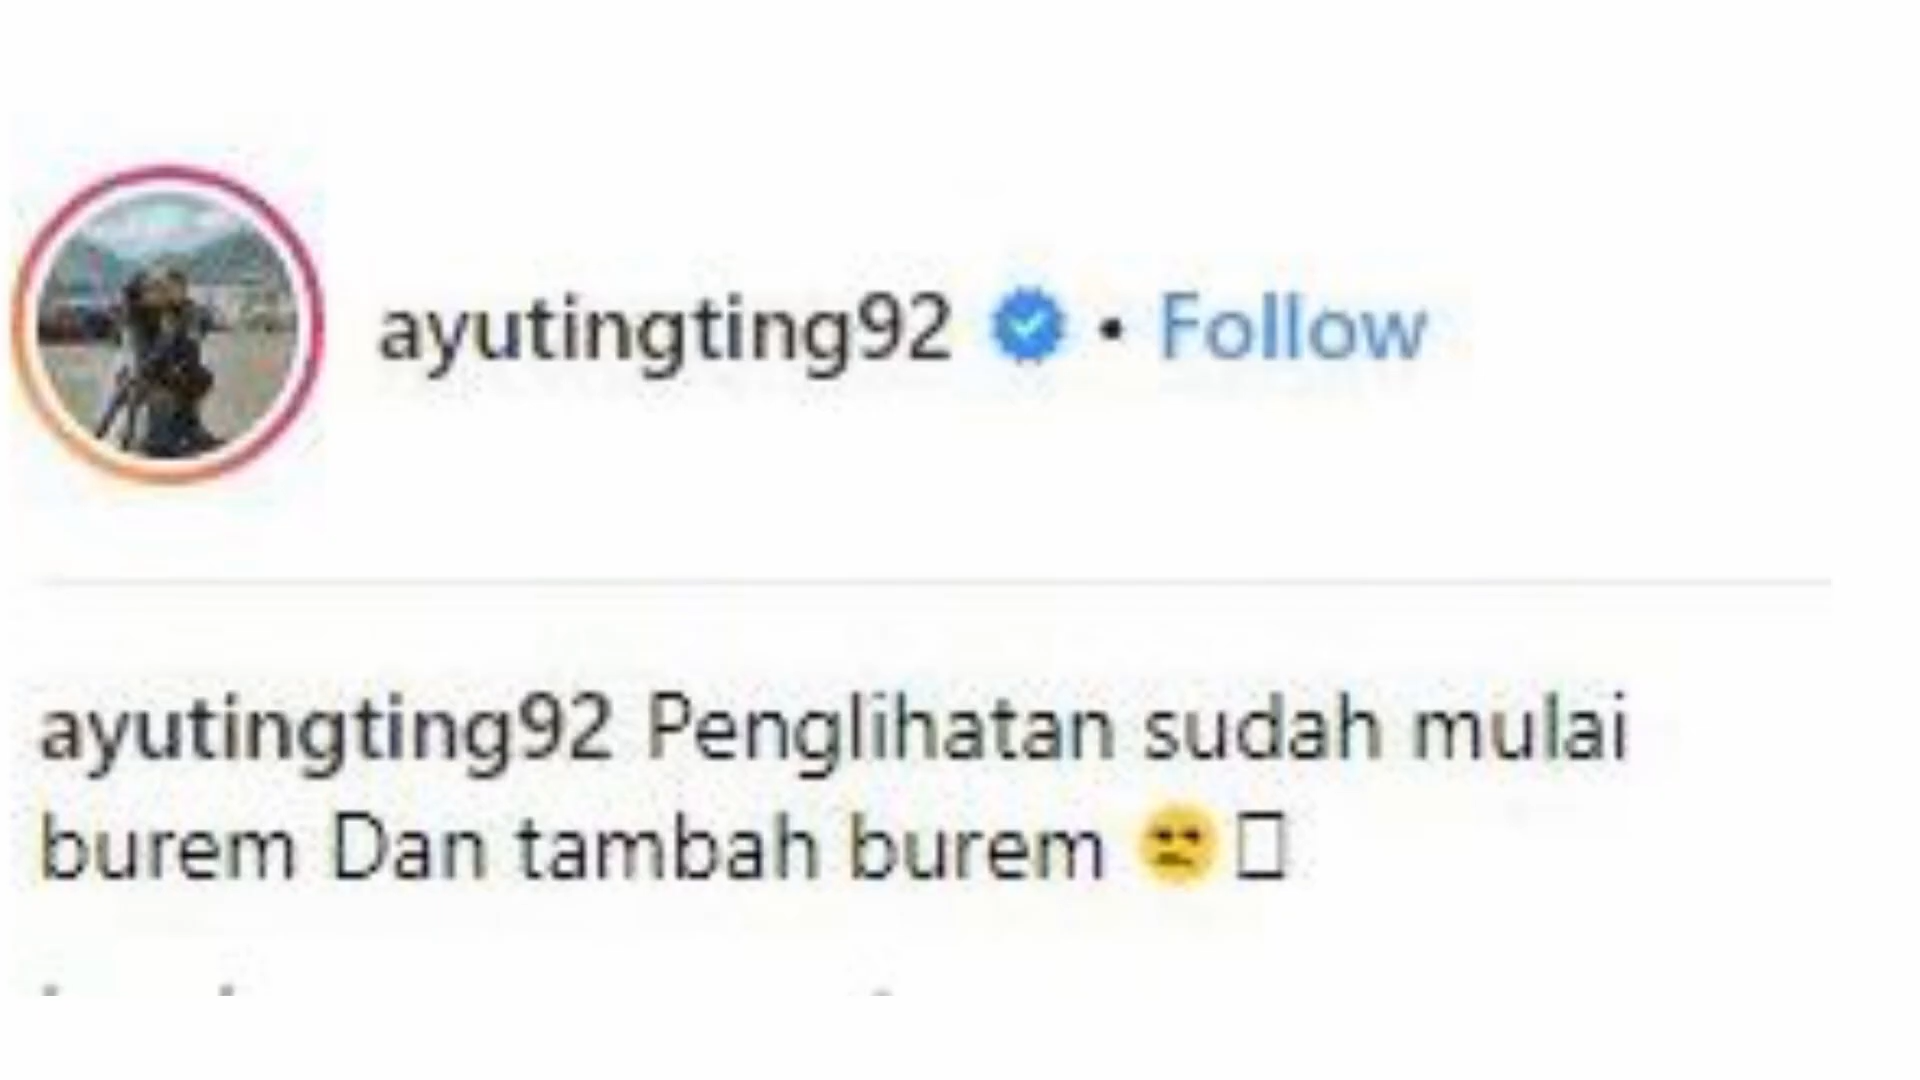 ayutingting92 • Follow
ayutingting92 Penglihatan sudah mulai
burem Dan tambah burem 😒